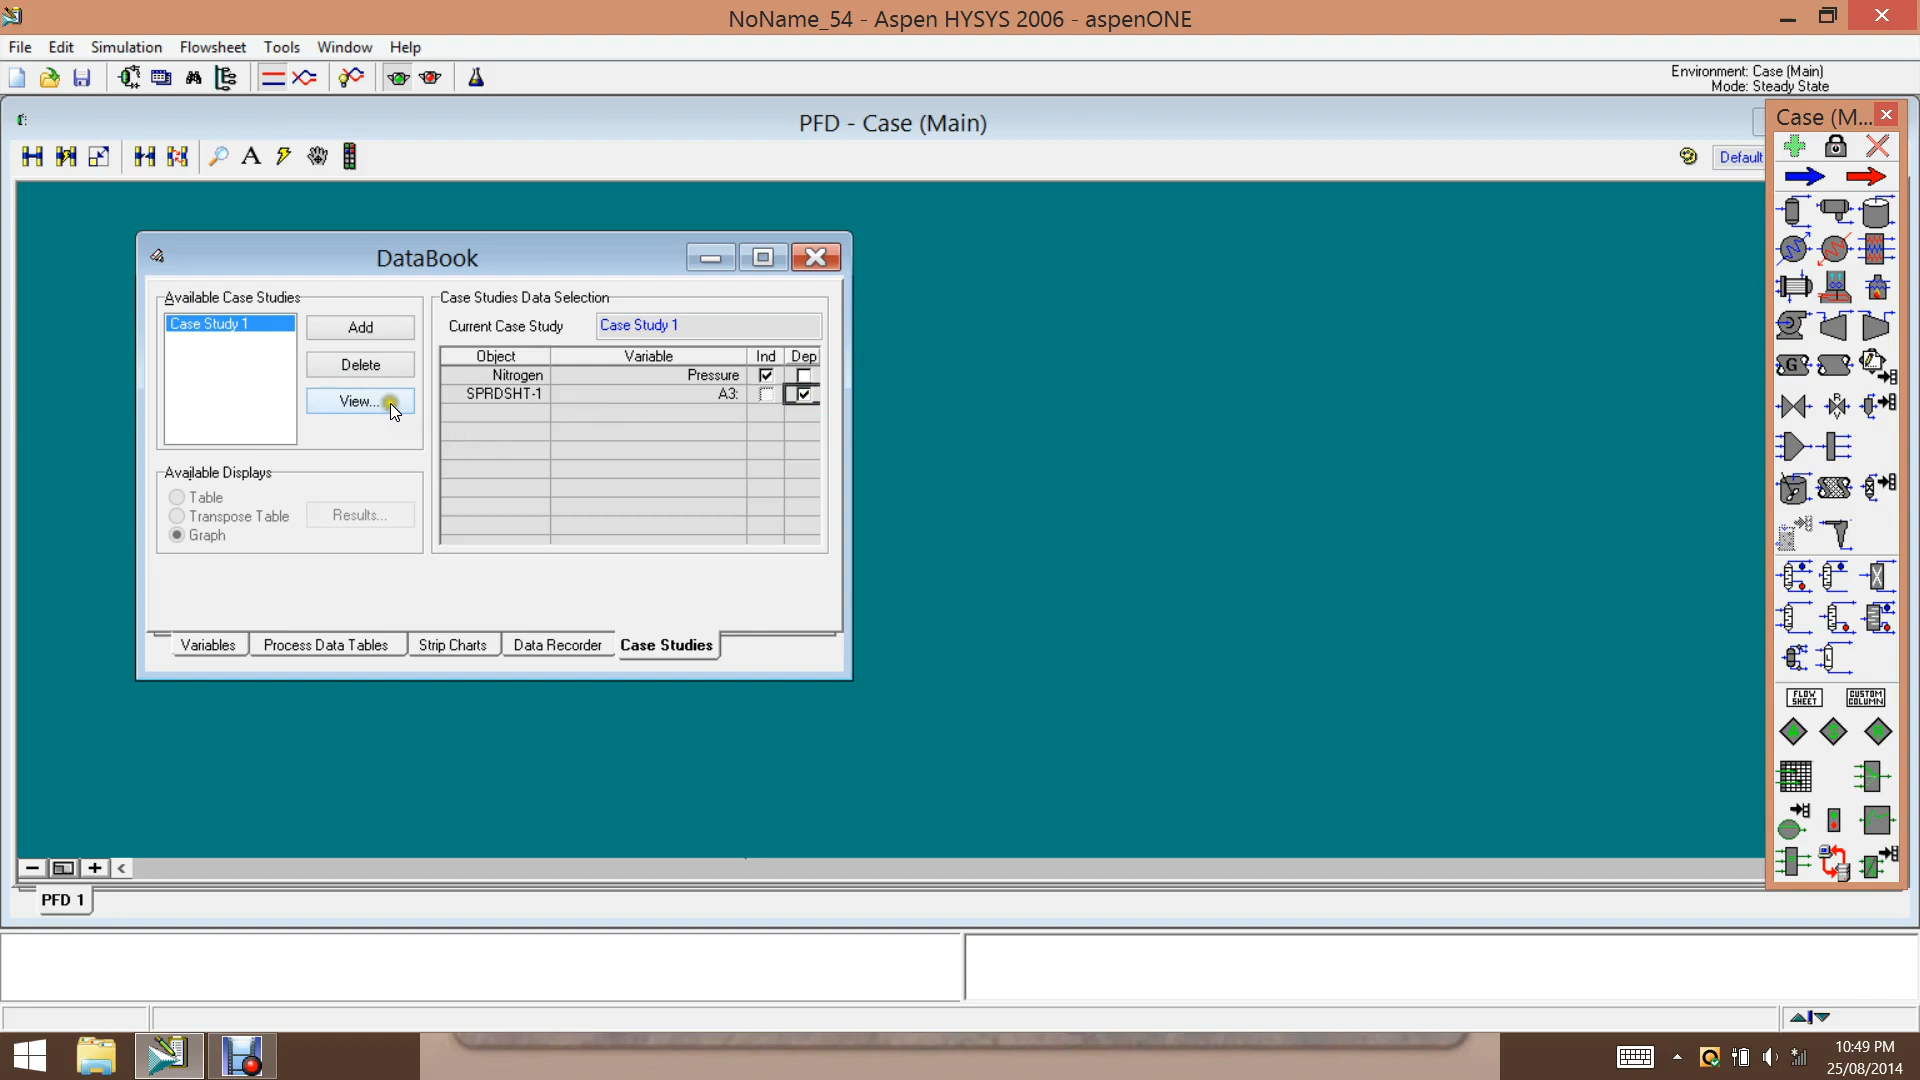 NoName_54 - Aspen HYSYS 2006 - aspenONE
File Edit Simulation Flowsheet Tools Window Help
Environment: Case (Main)
Mode: Steady State
PFD - Case (Main)
Case (M...
Default
DataBook
Available Case Studies
Case Study 1
Add
Delete
View...
Case Studies Data Selection
Current Case Study Case Study 1
Object Variable Ind Dep
Nitrogen Pressure
SPRDSHT-1 A3:
Available Displays
Table
Transpose Table
Graph
Results...
Variables Process Data Tables Strip Charts Data Recorder Case Studies
FLOW SHEET
CUSTOM COLUMN
PFD 1
10:49 PM
25/08/2014